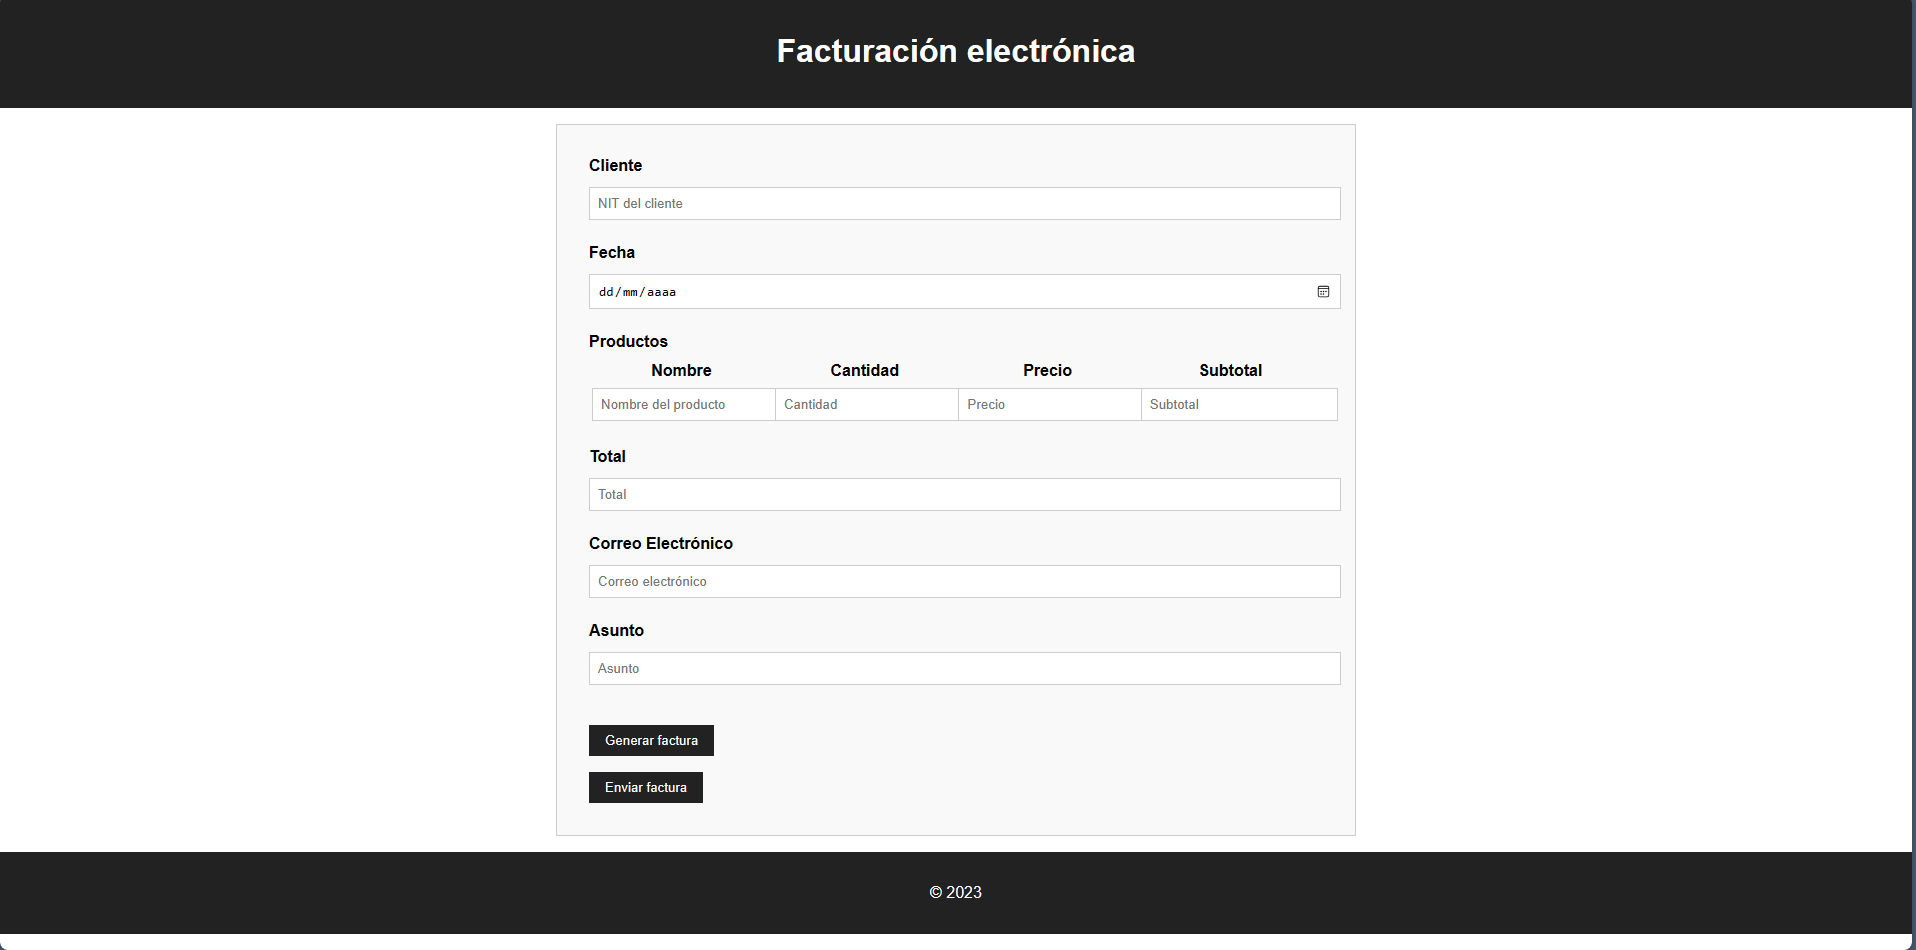 Facturación electrónica
Cliente
NIT del cliente
Fecha
dd/mm/aaaa
Productos
Nombre Cantidad Precio Subtotal
Nombre del producto Cantidad Precio Subtotal
Total
Total
Correo Electrónico
Correo electrónico
Asunto
Asunto
Generar factura
Enviar factura
© 2023